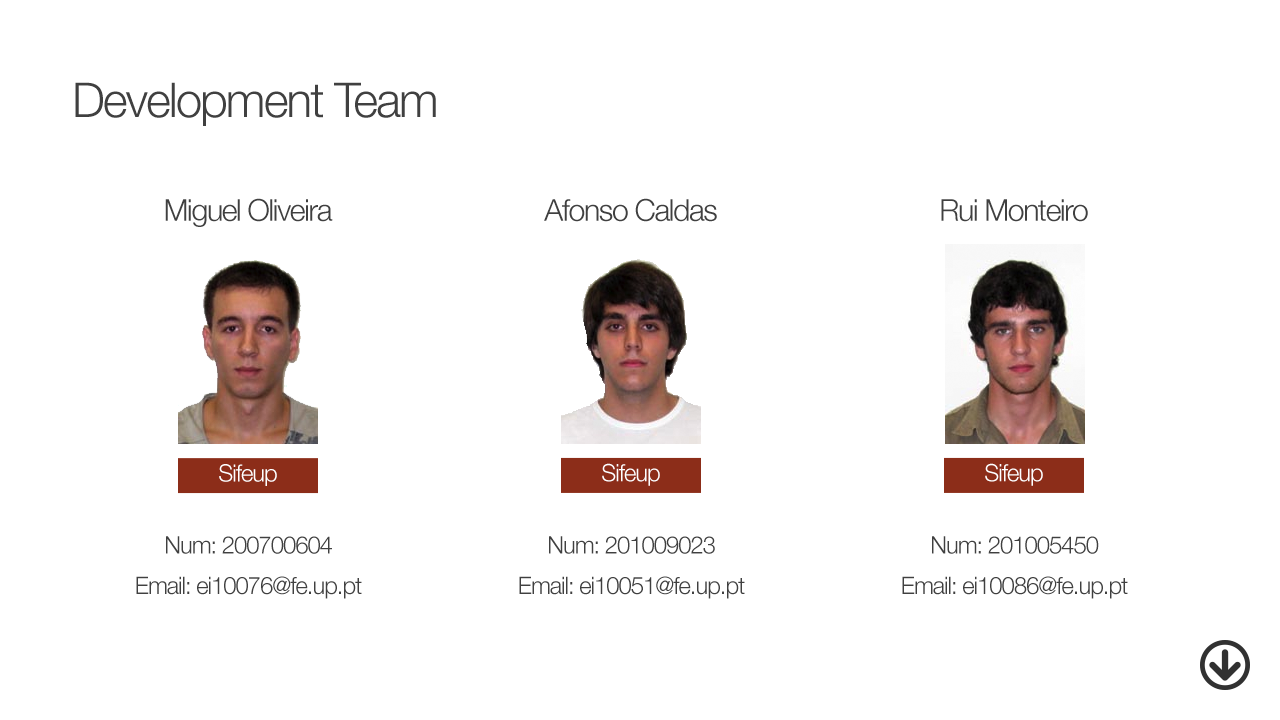 Development Team
Miguel Oliveira
Afonso Caldas
Rui Monteiro
Sifeup
Sifeup
Sifeup
Num: 200700604
Num: 201009023
Num: 201005450
Email: ei10076@fe.up.pt
Email: ei10051@fe.up.pt
Email: ei10086@fe.up.pt